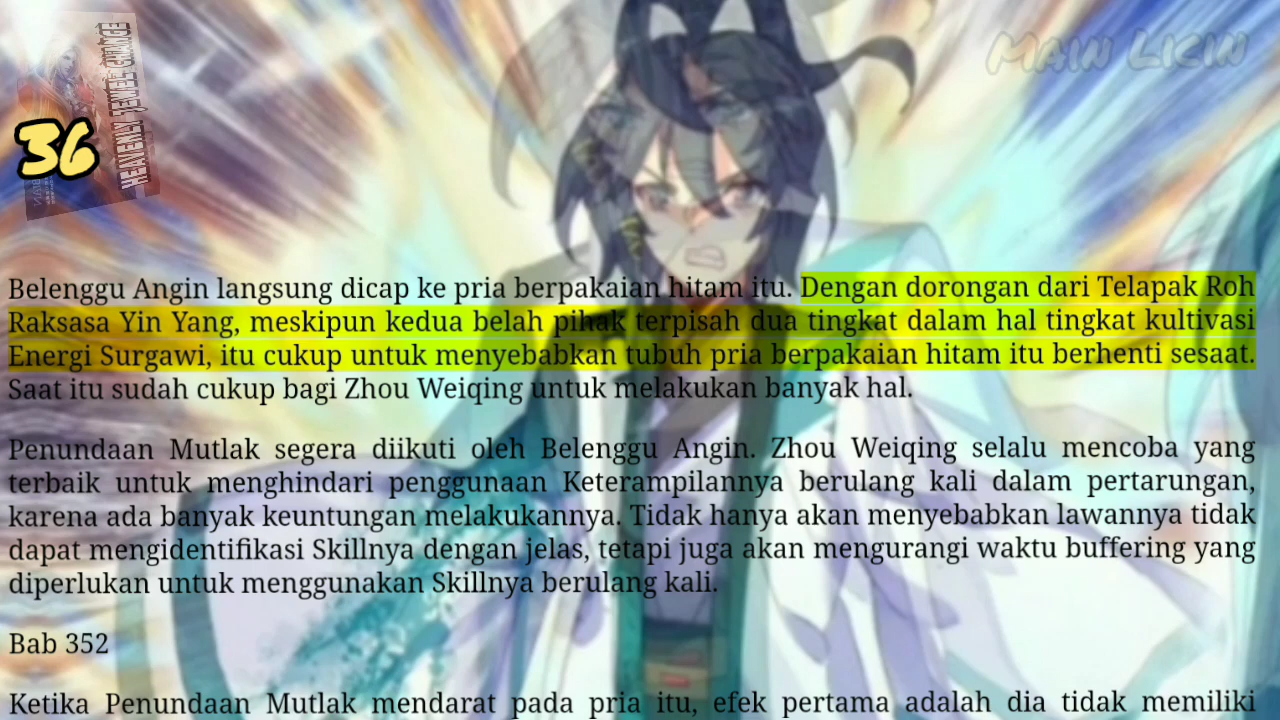 Main Licin
HEAVENLY JEWEL CHANGE
36
Belenggu Angin langsung dicap ke pria berpakaian hitam itu. Dengan dorongan dari Telapak Roh
Raksasa Yin Yang, meskipun kedua belah pihak terpisah dua tingkat dalam hal tingkat kultivasi
Energi Surgawi, itu cukup untuk menyebabkan tubuh pria berpakaian hitam itu berhenti sesaat.
Saat itu sudah cukup bagi Zhou Weiqing untuk melakukan banyak hal.
Penundaan Mutlak segera diikuti oleh Belenggu Angin. Zhou Weiqing selalu mencoba yang
terbaik untuk menghindari penggunaan Keterampilannya berulang kali dalam pertarungan,
karena ada banyak keuntungan melakukannya. Tidak hanya akan menyebabkan lawannya tidak
dapat mengidentifikasi Skillnya dengan jelas, tetapi juga akan mengurangi waktu buffering yang
diperlukan untuk menggunakan Skillnya berulang kali.
Bab 352
Ketika Penundaan Mutlak mendarat pada pria itu, efek pertama adalah dia tidak memiliki